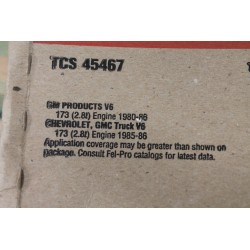 TCS 45467
GM PRODUCTS V6
173 (2.8ℓ) Engine 1980-86
CHEVROLET, GMC Truck V6
173 (2.8ℓ) Engine 1985-86
Application coverage may be greater than shown on
package. Consult Fel-Pro catalogs for latest data.